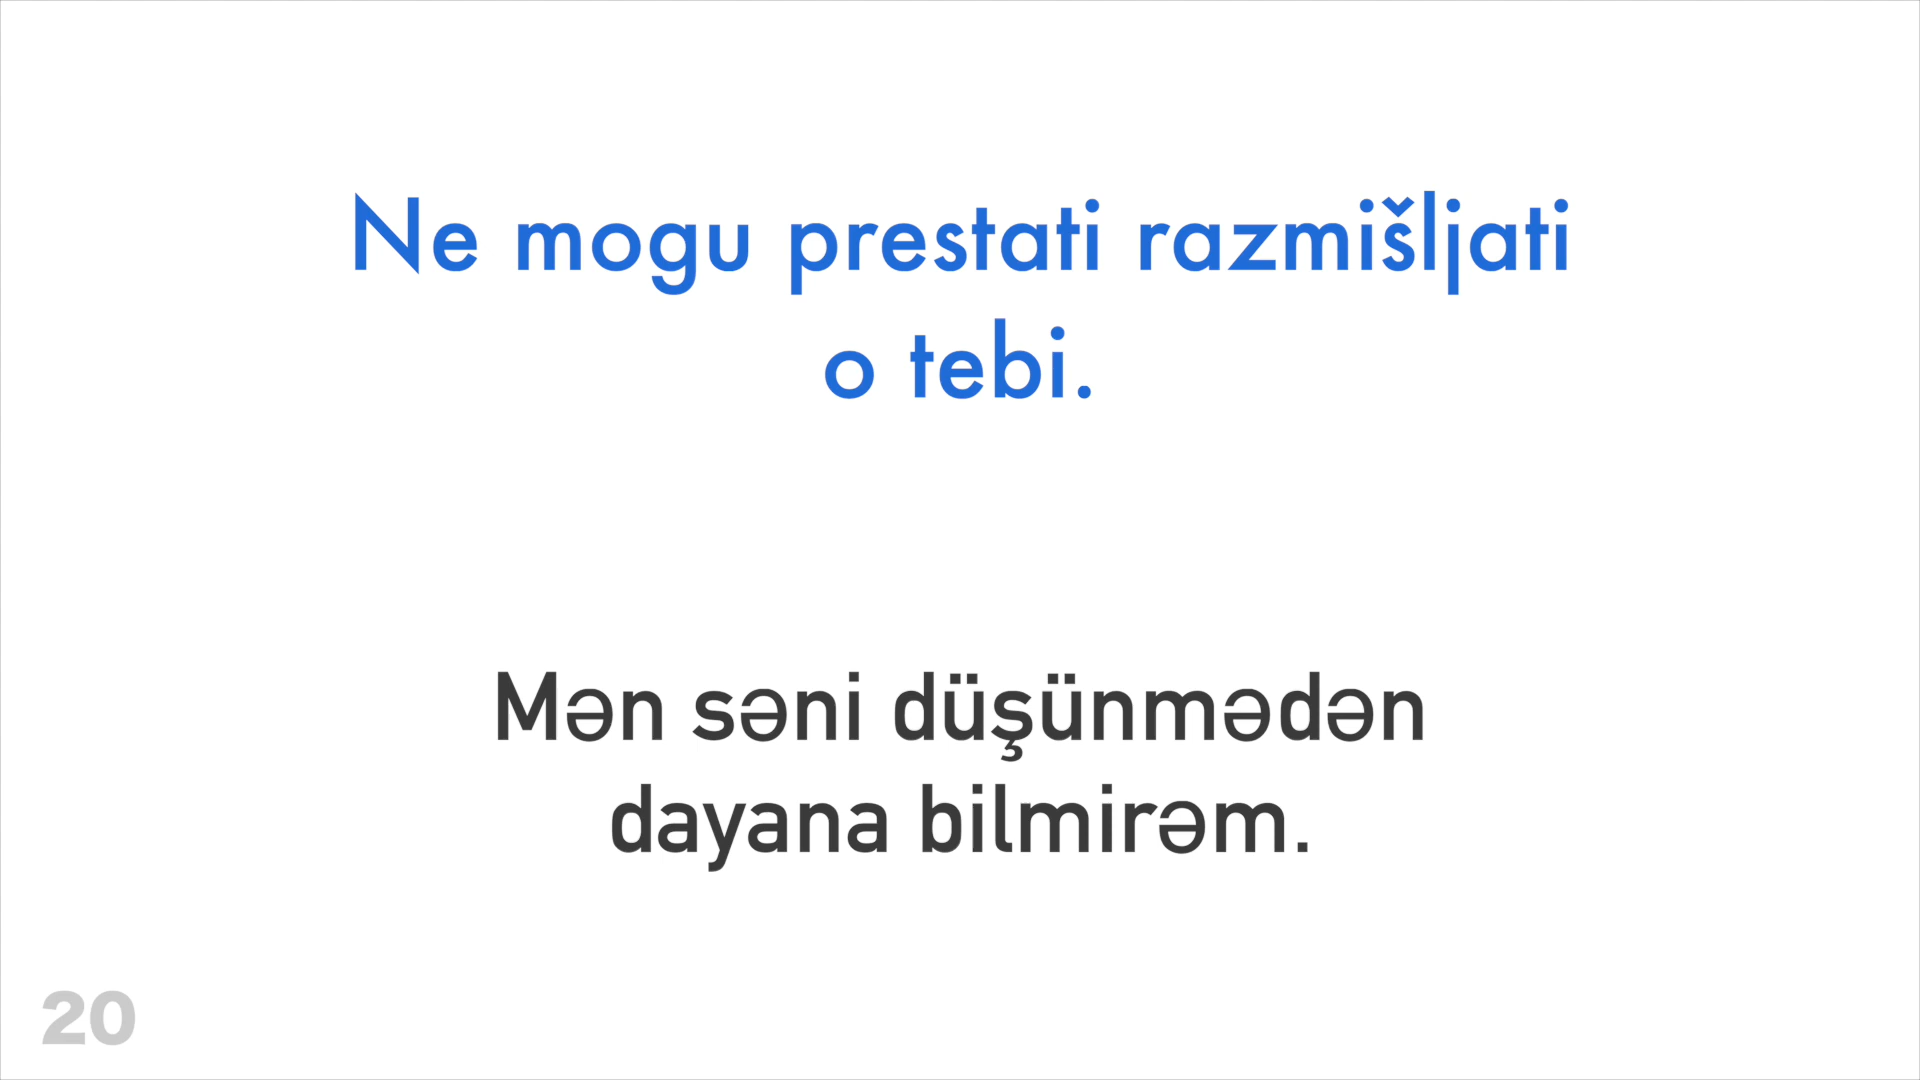 Ne mogu prestati razmišljati
o tebi.
Mən səni düşünmədən
dayana bilmirəm.
20